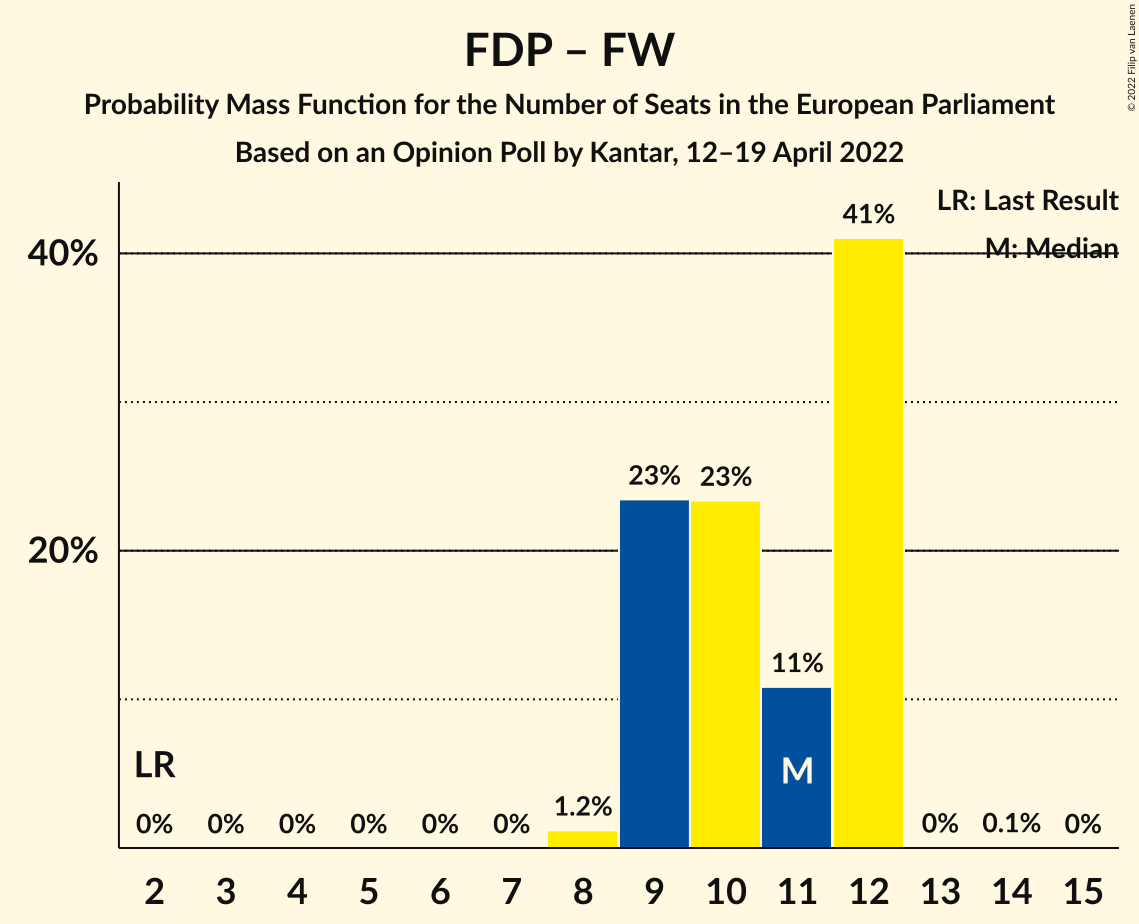 FDP – FW
Probability Mass Function for the Number of Seats in the European Parliament
Based on an Opinion Poll by Kantar, 12–19 April 2022
© 2022 Filip van Laenen
LR: Last Result
M: Median
41%
40%
23% 23%
20%
11%
M
LR
1.2%
0% 0% 0% 0% 0% 0% 0% 0.1% 0%
2 3 4 5 6 7 8 9 10 11 12 13 14 15